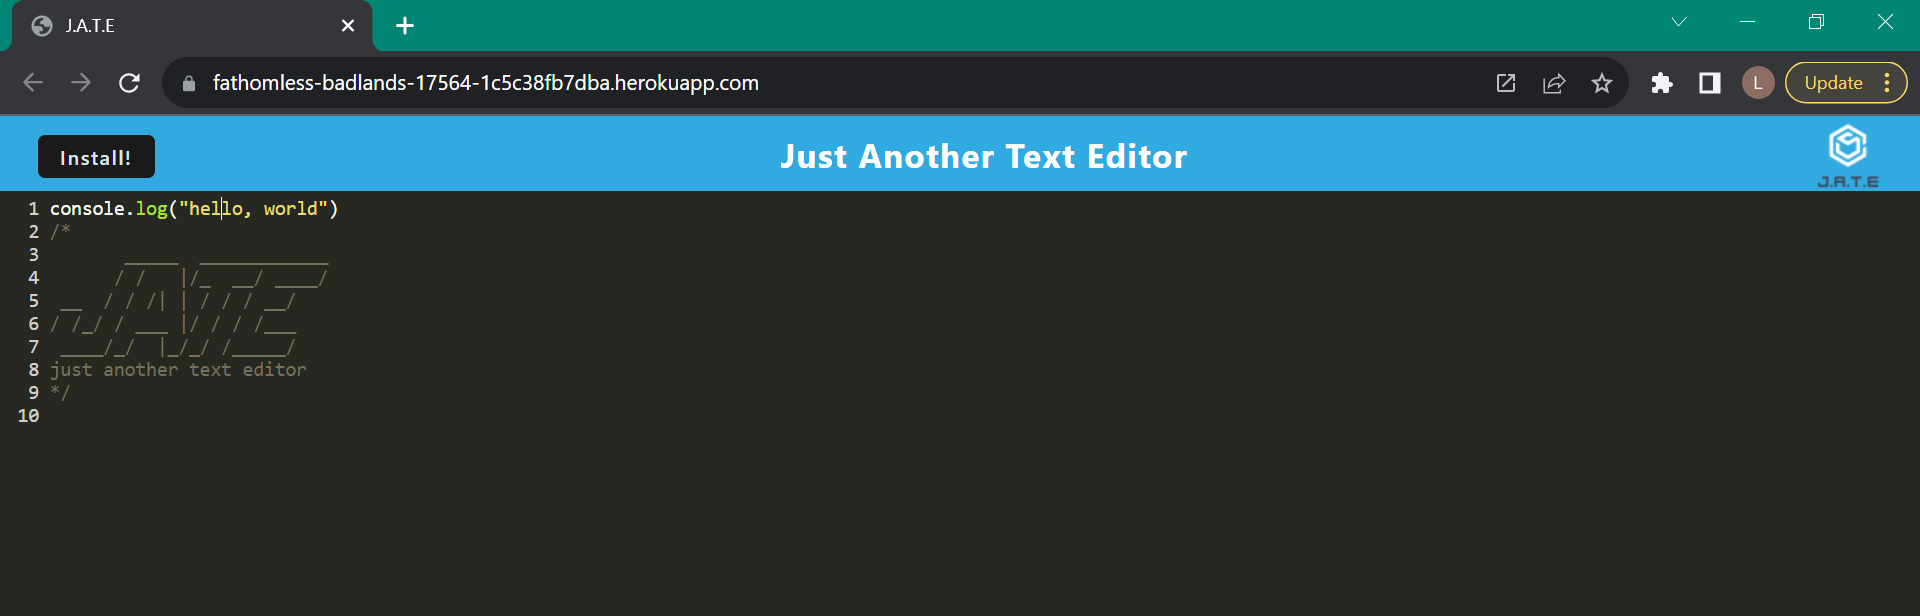 J.A.T.E
fathomless-badlands-17564-1c5c38fb7dba.herokuapp.com
L
Update
Install!
Just Another Text Editor
J.A.T.E
1 console.log("hello, world")
2 /*
3        _____  ____________
4       / /   |/_  __/ ____/
5  __  / / /| | / / / __/
6 / /_/ / ___ |/ / / /___
7  ____/_/  |_/_/ /_____/
8 just another text editor
9 */
10